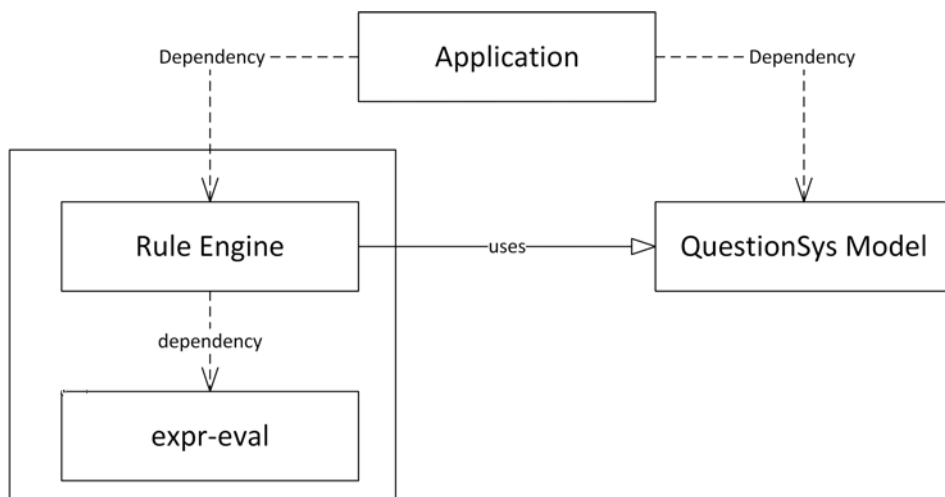 Application
Dependency
Dependency
Rule Engine
uses
QuestionSys Model
dependency
expr-eval